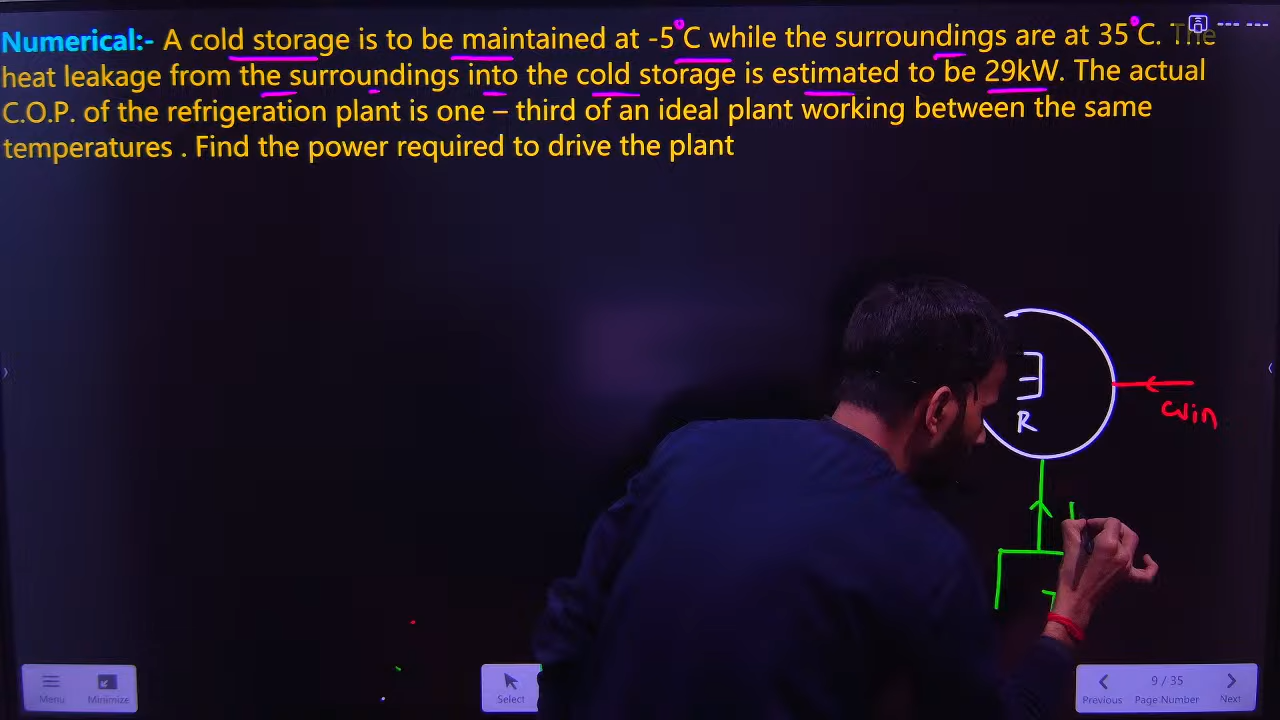 Numerical:- A cold storage is to be maintained at -5°C while the surroundings are at 35°C. The
heat leakage from the surroundings into the cold storage is estimated to be 29kW. The actual
C.O.P. of the refrigeration plant is one – third of an ideal plant working between the same
temperatures . Find the power required to drive the plant
R
Win
Menu
Minimize
Select
Previous
9 / 35
Page Number
Next